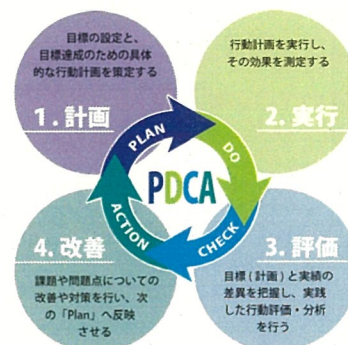 目標の設定と、
目標達成のための具体
的な行動計画を策定する
1.計画
行動計画を実行し、
その効果を測定する
2.実行
PLAN
DO
PDCA
ACTION
CHECK
4.改善
課題や問題点についての
改善や対策を行い、次
の「Plan」へ反映
させる
3.評価
目標(計画)と実績の
差異を把握し、実践
した行動評価・分析
を行う